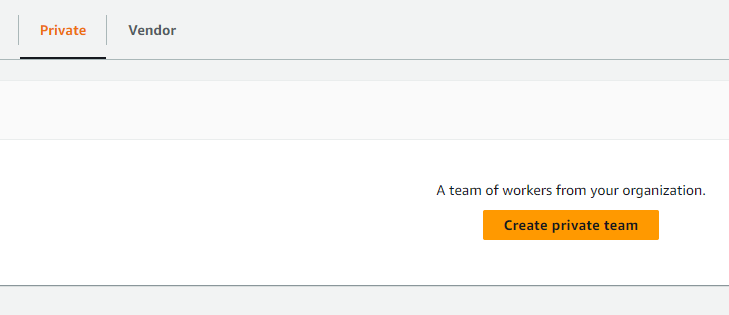 Private Vendor
A team of workers from your organization.
Create private team